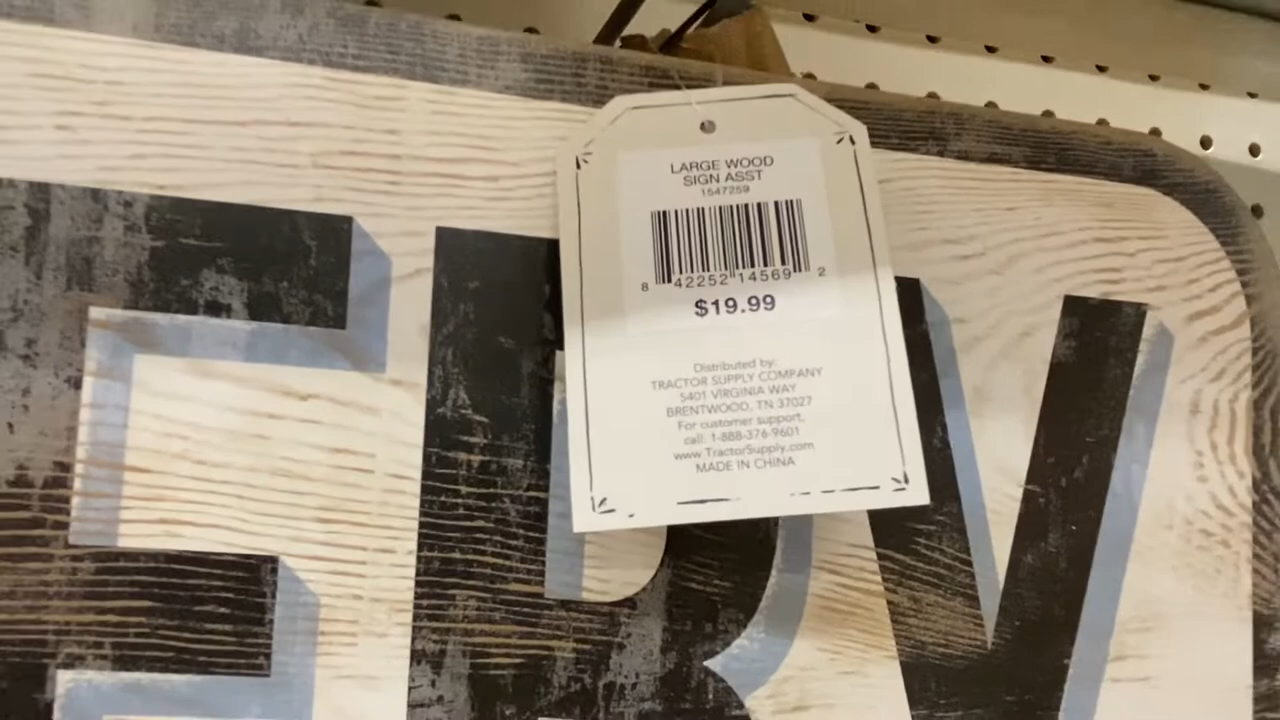 LARGE WOOD
SIGN ASST
1547259
8 42252 14569 2
$19.99
Distributed by:
TRACTOR SUPPLY COMPANY
5401 VIRGINIA WAY
BRENTWOOD, TN 37027
For customer support,
call: 1-888-376-9601
www.TractorSupply.com
MADE IN CHINA